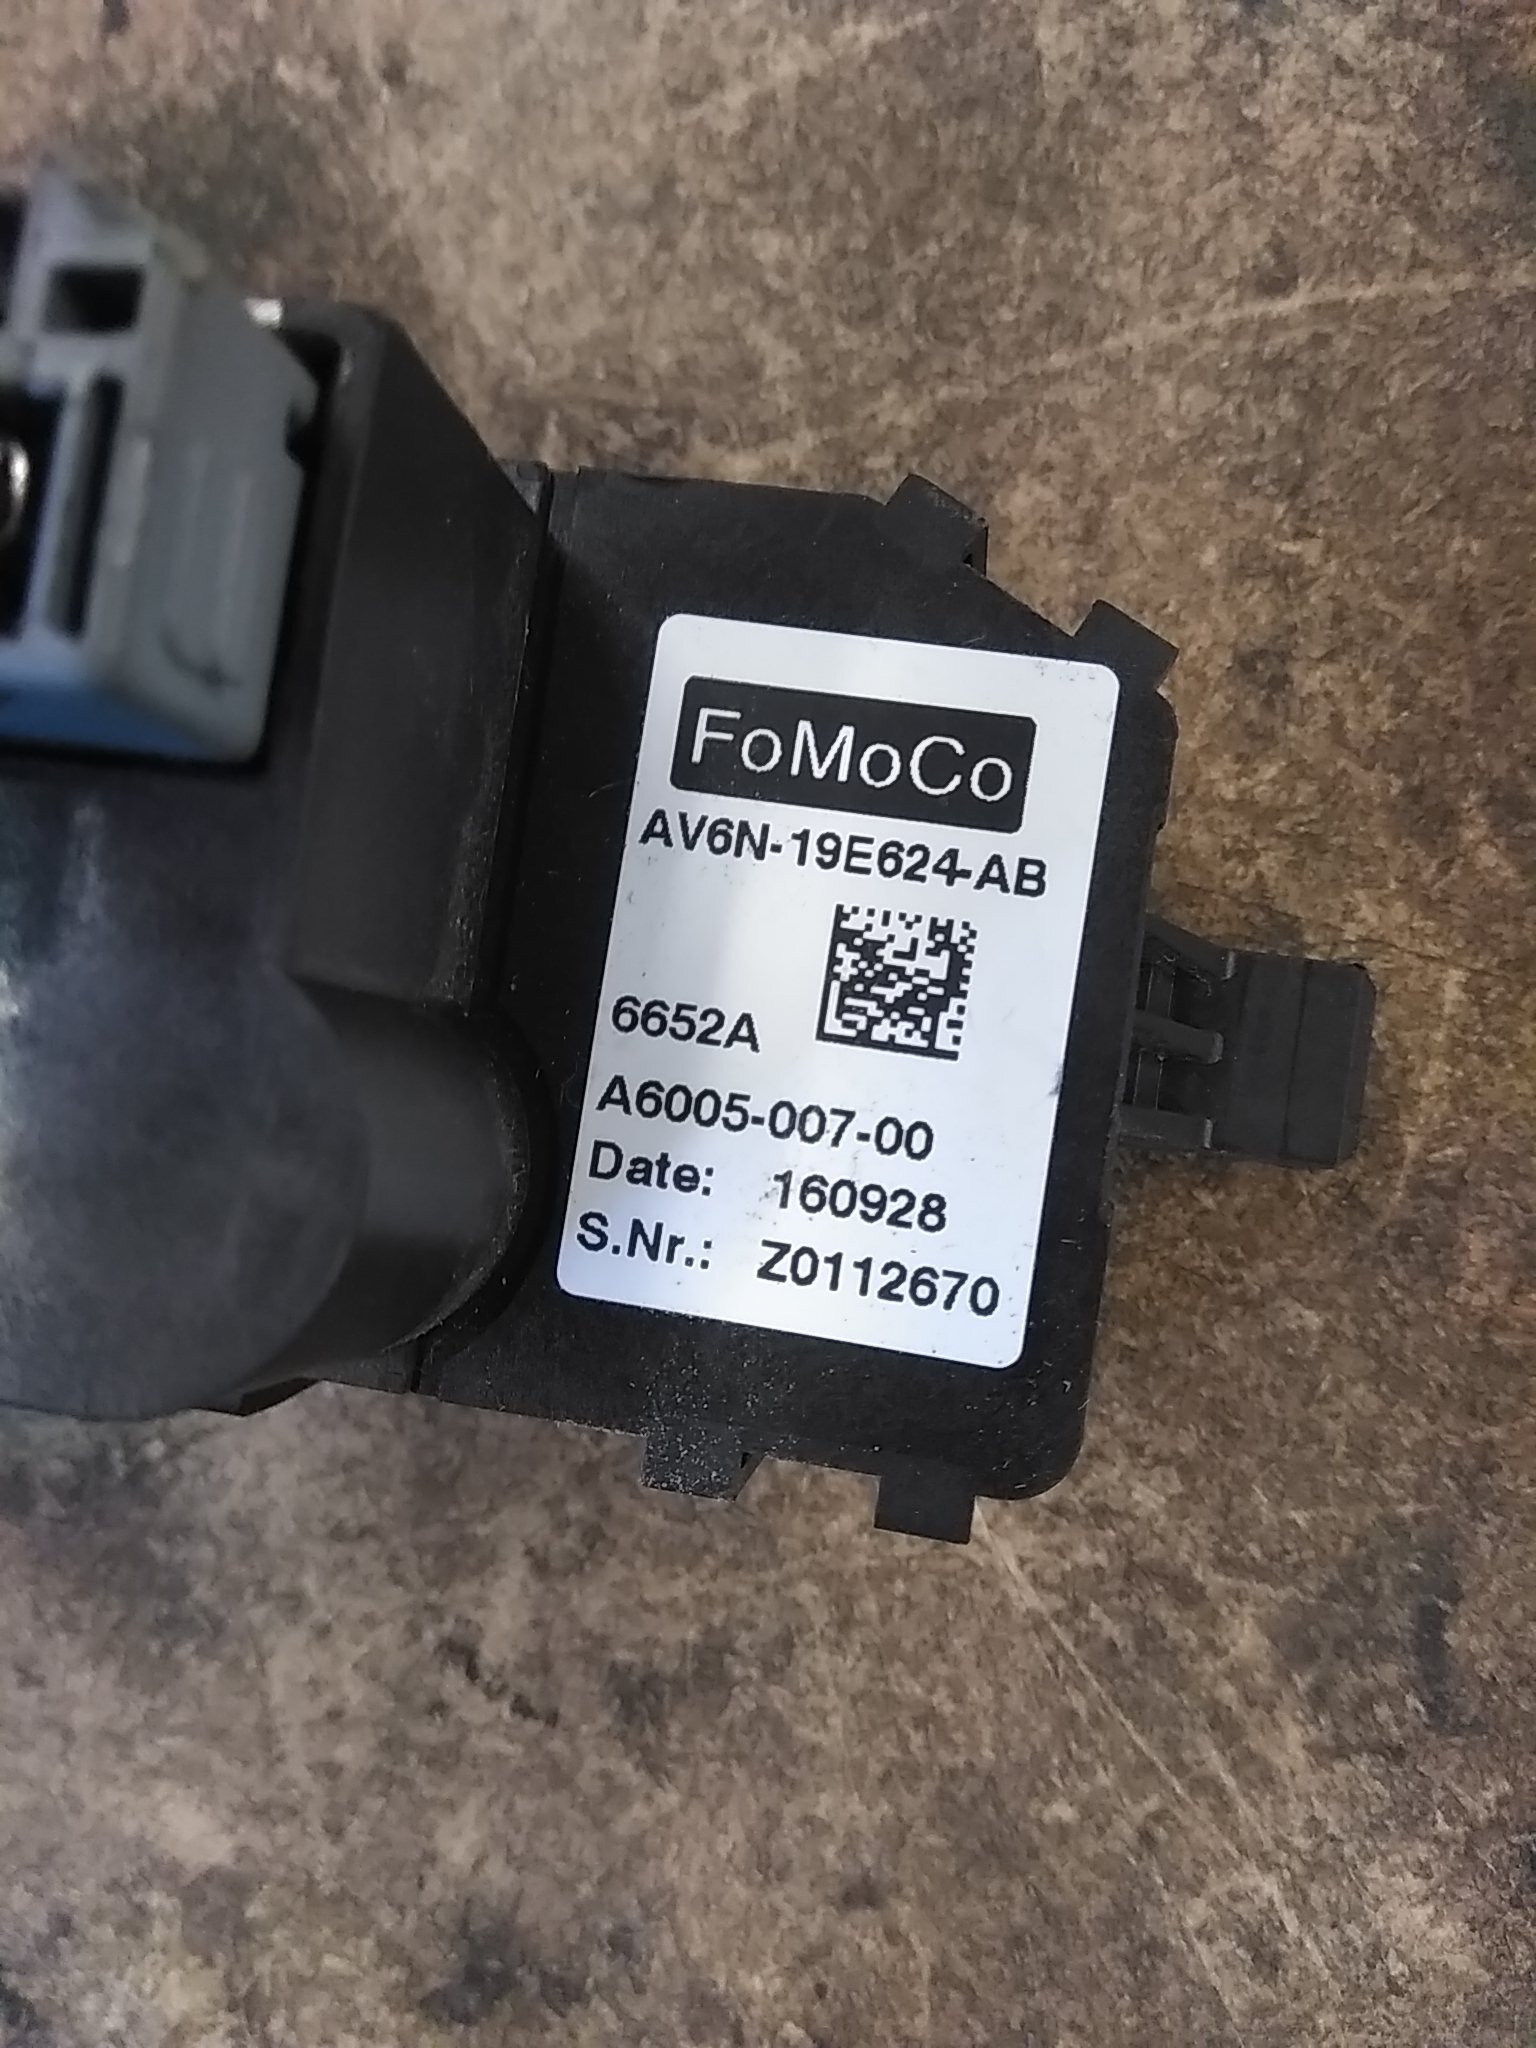 FoMoCo
AV6N-19E624-AB
6652A
A6005-007-00
Date: 160928
S.Nr.: Z0112670